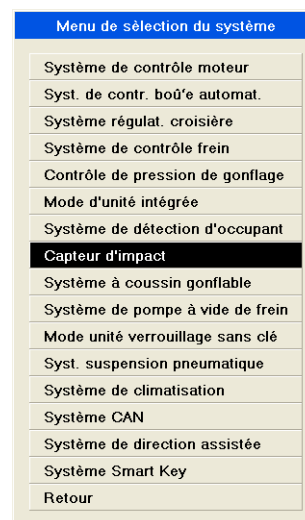 Menu de sèlection du système
Système de contrôle moteur
Syst. de contr. boû'e automat.
Système régulat. croisière
Système de contrôle frein
Contrôle de pression de gonflage
Mode d'unité intégrée
Système de détection d'occupant
Capteur d'impact
Système à coussin gonflable
Système de pompe à vide de frein
Mode unité verrouillage sans clé
Syst. suspension pneumatique
Système de climatisation
Système CAN
Système de direction assistée
Système Smart Key
Retour